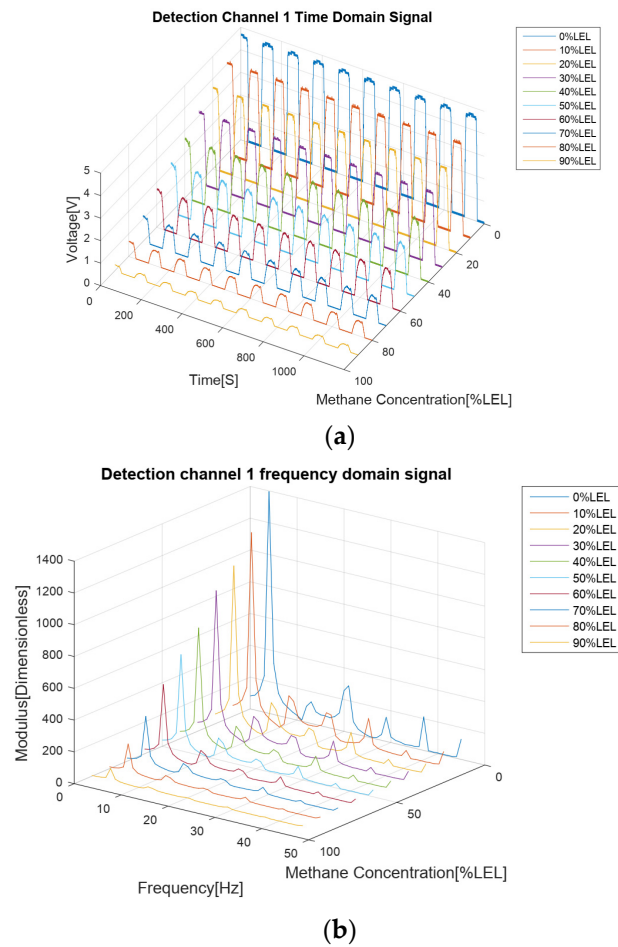 Detection Channel 1 Time Domain Signal
0%LEL
10%LEL
20%LEL
30%LEL
40%LEL
50%LEL
60%LEL
70%LEL
80%LEL
90%LEL
Voltage[V]
5
4
3
2
1
0
0
200
400
600
800
1000
Time[S]
0
20
40
60
80
100
Methane Concentration[%LEL]
(a)
Detection channel 1 frequency domain signal
0%LEL
10%LEL
20%LEL
30%LEL
40%LEL
50%LEL
60%LEL
70%LEL
80%LEL
90%LEL
Modulus[Dimensionless]
1400
1200
1000
800
600
400
200
0
0
10
20
30
40
50
Frequency[Hz]
0
50
100
Methane Concentration[%LEL]
(b)